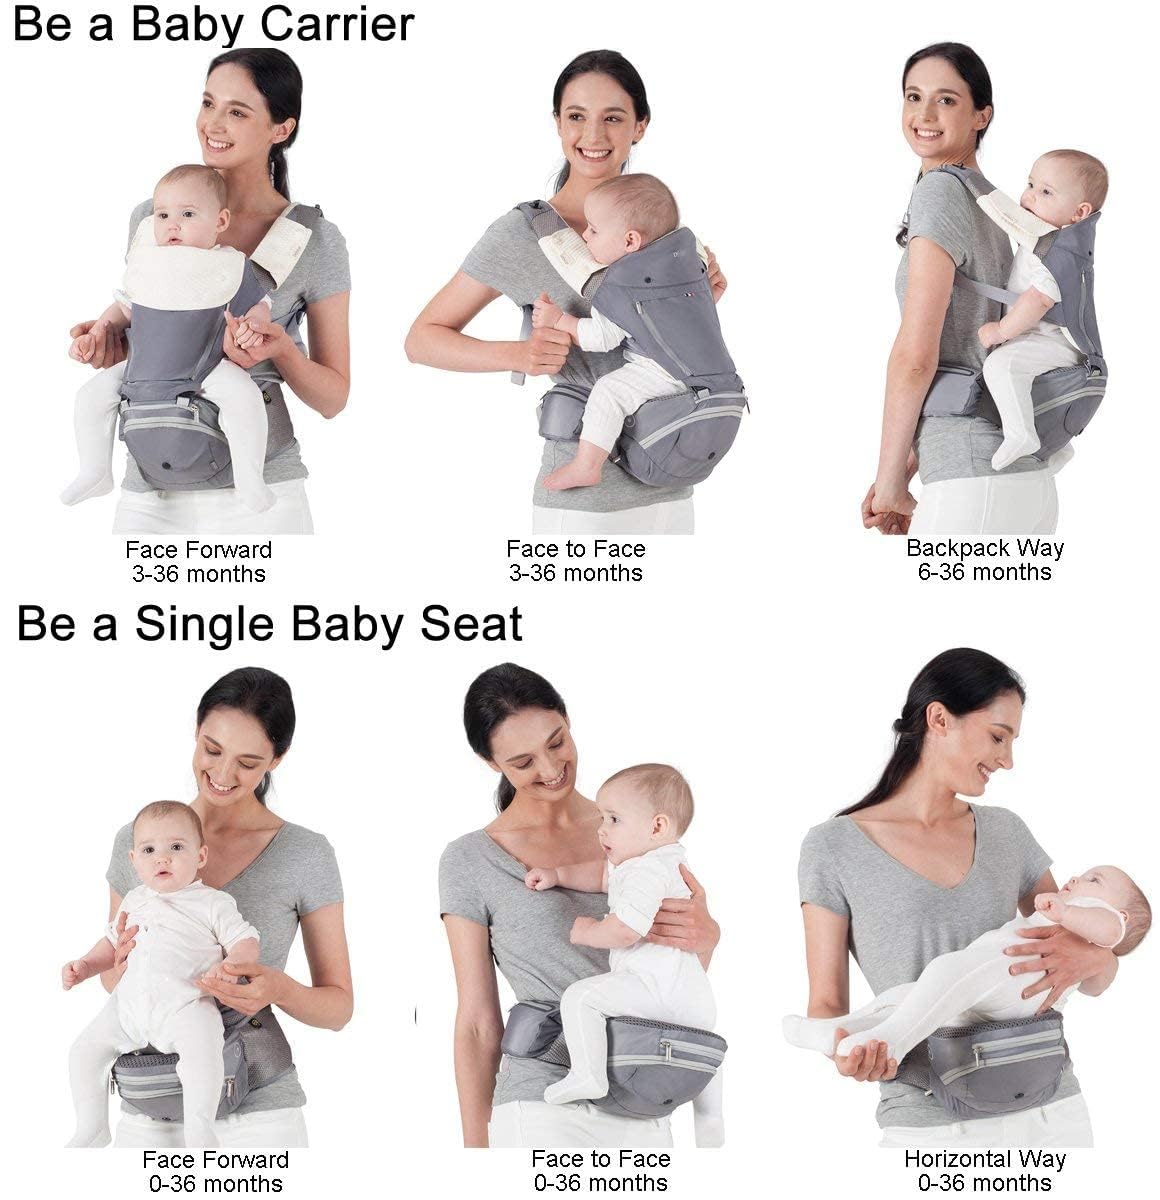 Be a Baby Carrier
Face Forward
3-36 months
Face to Face
3-36 months
Backpack Way
6-36 months
Be a Single Baby Seat
Face Forward
0-36 months
Face to Face
0-36 months
Horizontal Way
0-36 months